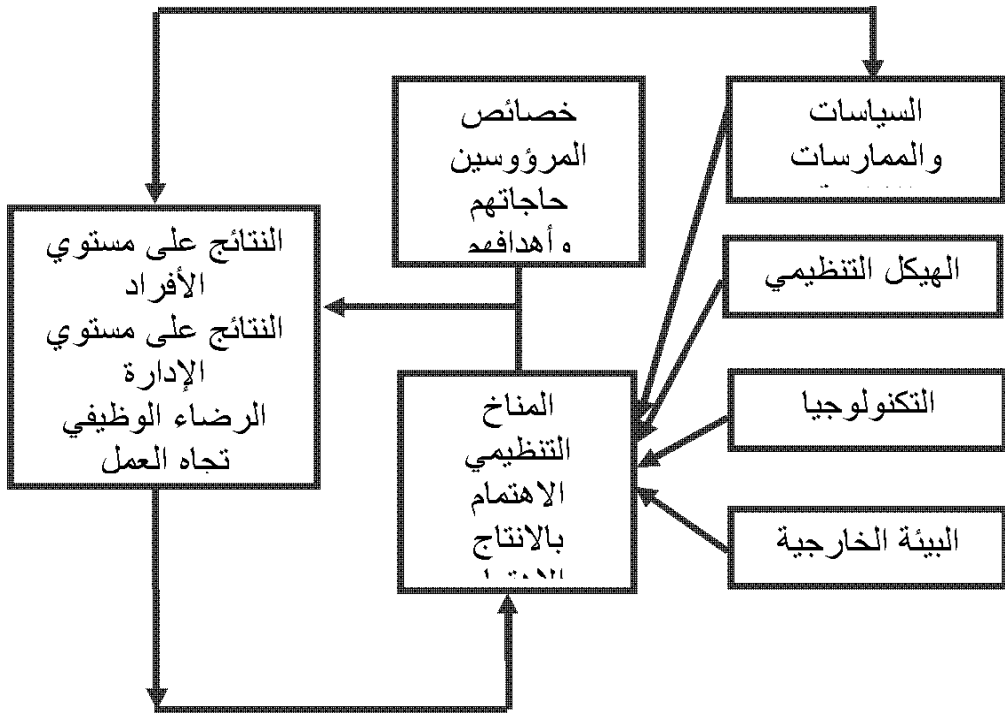 السياسات
والممارسات
خصائص
المرؤوسين
حاجاتهم
وأهدافهم
النتائج على مستوي
الأفراد
النتائج على مستوي
الإدارة
الرضاء الوظيفي
تجاه العمل
الهيكل التنظيمي
المناخ
التنظيمي
الاهتمام
بالانتاج
التكنولوجيا
البيئة الخارجية